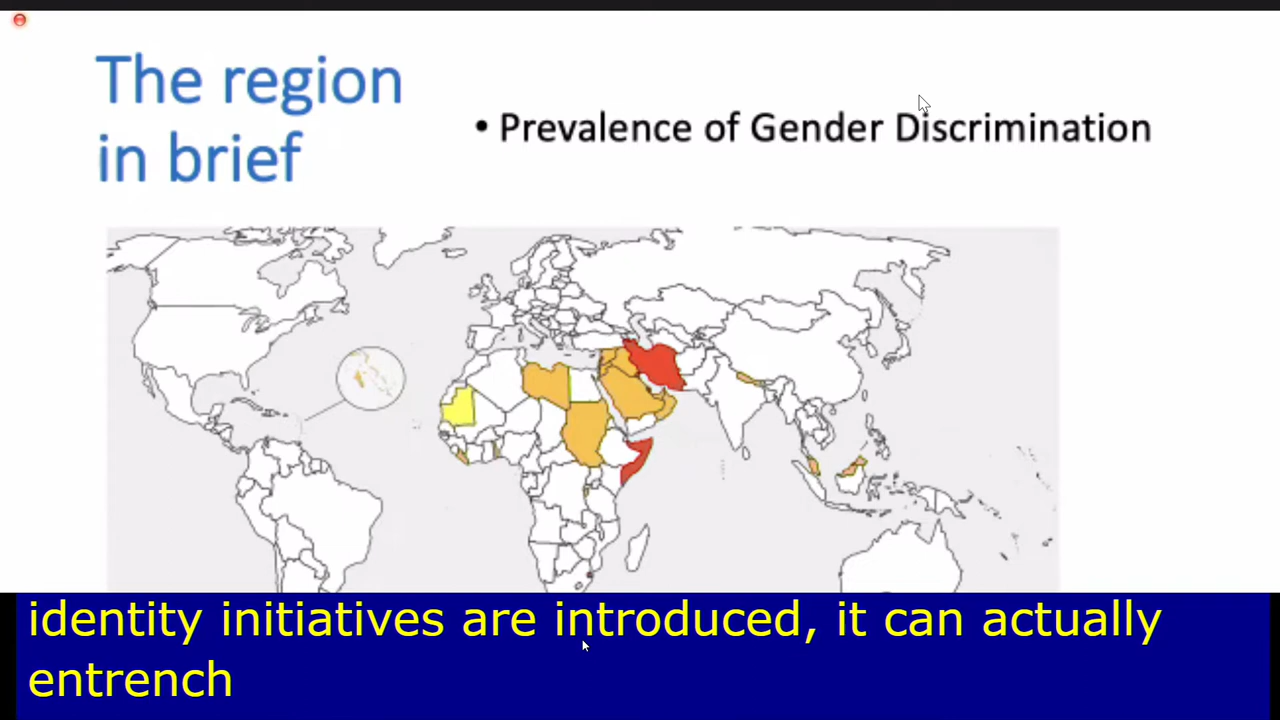 The region
in brief
• Prevalence of Gender Discrimination
identity initiatives are introduced, it can actually
entrench